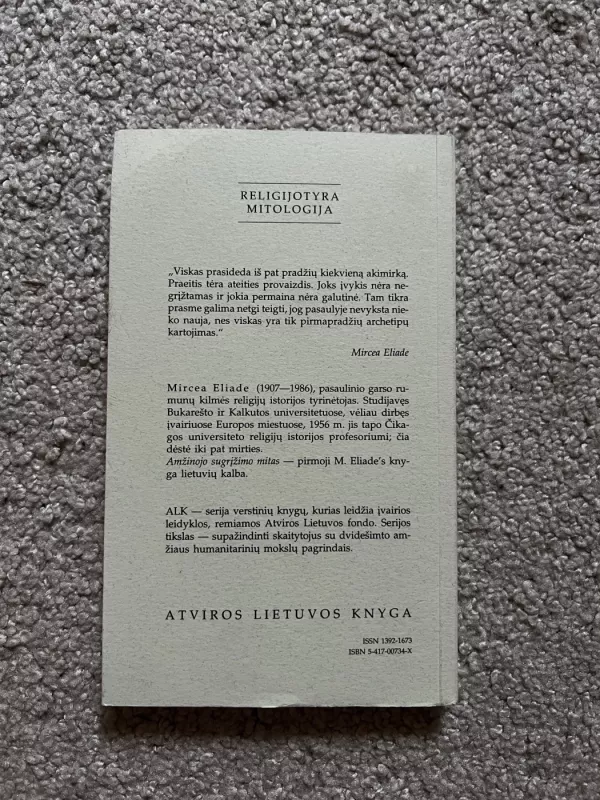 RELIGIJOTYRA
MITOLOGIJA
„Viskas prasideda iš pat pradžių kiekvieną akimirką.
Praeitis tėra ateities provaizdis. Joks įvykis nėra ne-
grįžtamas ir jokia permaina nėra galutinė. Tam tikra
prasme galima netgi teigti, jog pasaulyje nevyksta nie-
ko nauja, nes viskas yra tik pirmapradžių archetipų
kartojimas.“
Mircea Eliade
Mircea Eliade (1907—1986), pasaulinio garso ru-
munų kilmės religijų istorijos tyrinėtojas. Studijavęs
Bukarešto ir Kalkutos universitetuose, vėliau dirbęs
įvairiuose Europos miestuose, 1956 m. jis tapo Čika-
gos universiteto religijų istorijos profesoriumi; čia
dėstė iki pat mirties.
Amžinojo sugrįžimo mitas — pirmoji M. Eliade's kny-
ga lietuvių kalba.
ALK — serija verstinių knygų, kurias leidžia įvairios
leidyklos, remiamos Atviros Lietuvos fondo. Serijos
tikslas — supažindinti skaitytojus su dvidešimto am-
žiaus humanitarinių mokslų pagrindais.
ATVIROS LIETUVOS KNYGA
ISSN 1392-1673
ISBN 5-417-00734-X